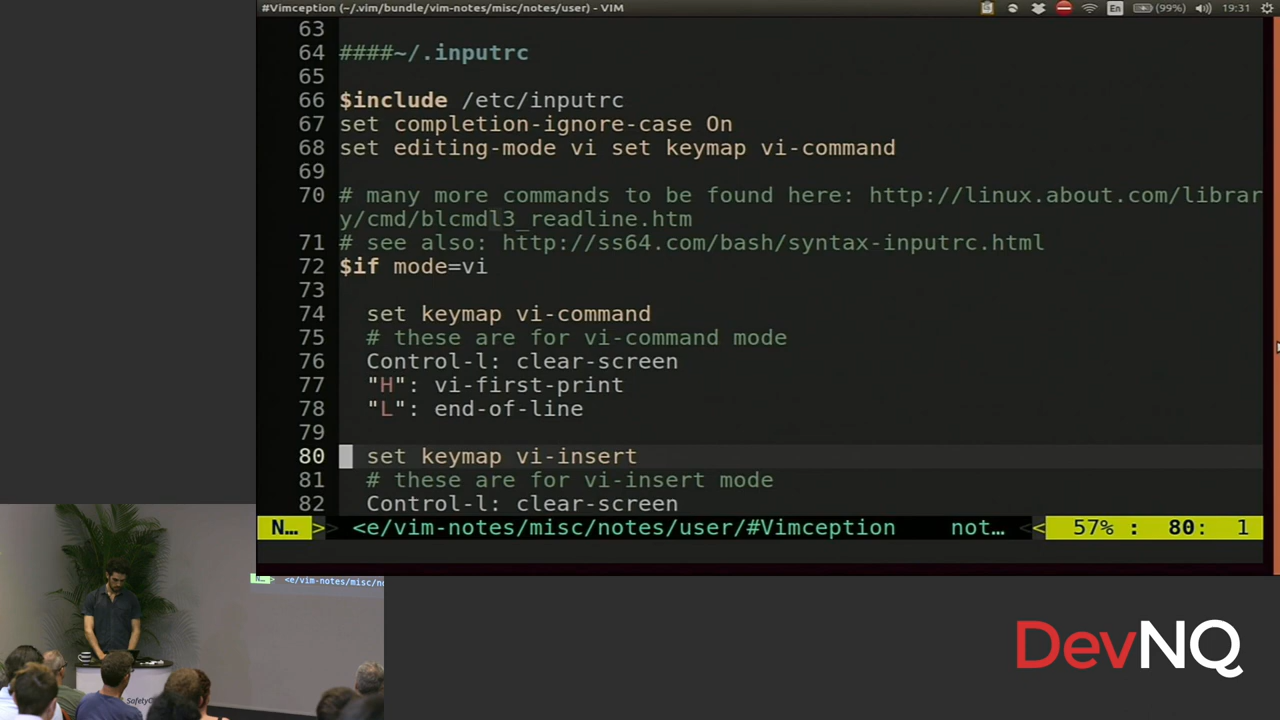 #Vimception (~/.vim/bundle/vim-notes/misc/notes/user) - VIM
En
(99%)
19:31
63
64 ####~/.inputrc
65
66 $include /etc/inputrc
67 set completion-ignore-case On
68 set editing-mode vi set keymap vi-command
69
70 # many more commands to be found here: http://linux.about.com/librar
y/cmd/blcmdl3_readline.htm
71 # see also: http://ss64.com/bash/syntax-inputrc.html
72 $if mode=vi
73
74 set keymap vi-command
75 # these are for vi-command mode
76 Control-l: clear-screen
77 "H": vi-first-print
78 "L": end-of-line
79
80 set keymap vi-insert
81 # these are for vi-insert mode
82 Control-l: clear-screen
N… > <e/vim-notes/misc/notes/user/#Vimception not… < 57% : 80: 1
<e/vim-notes/misc/no
DevNQ